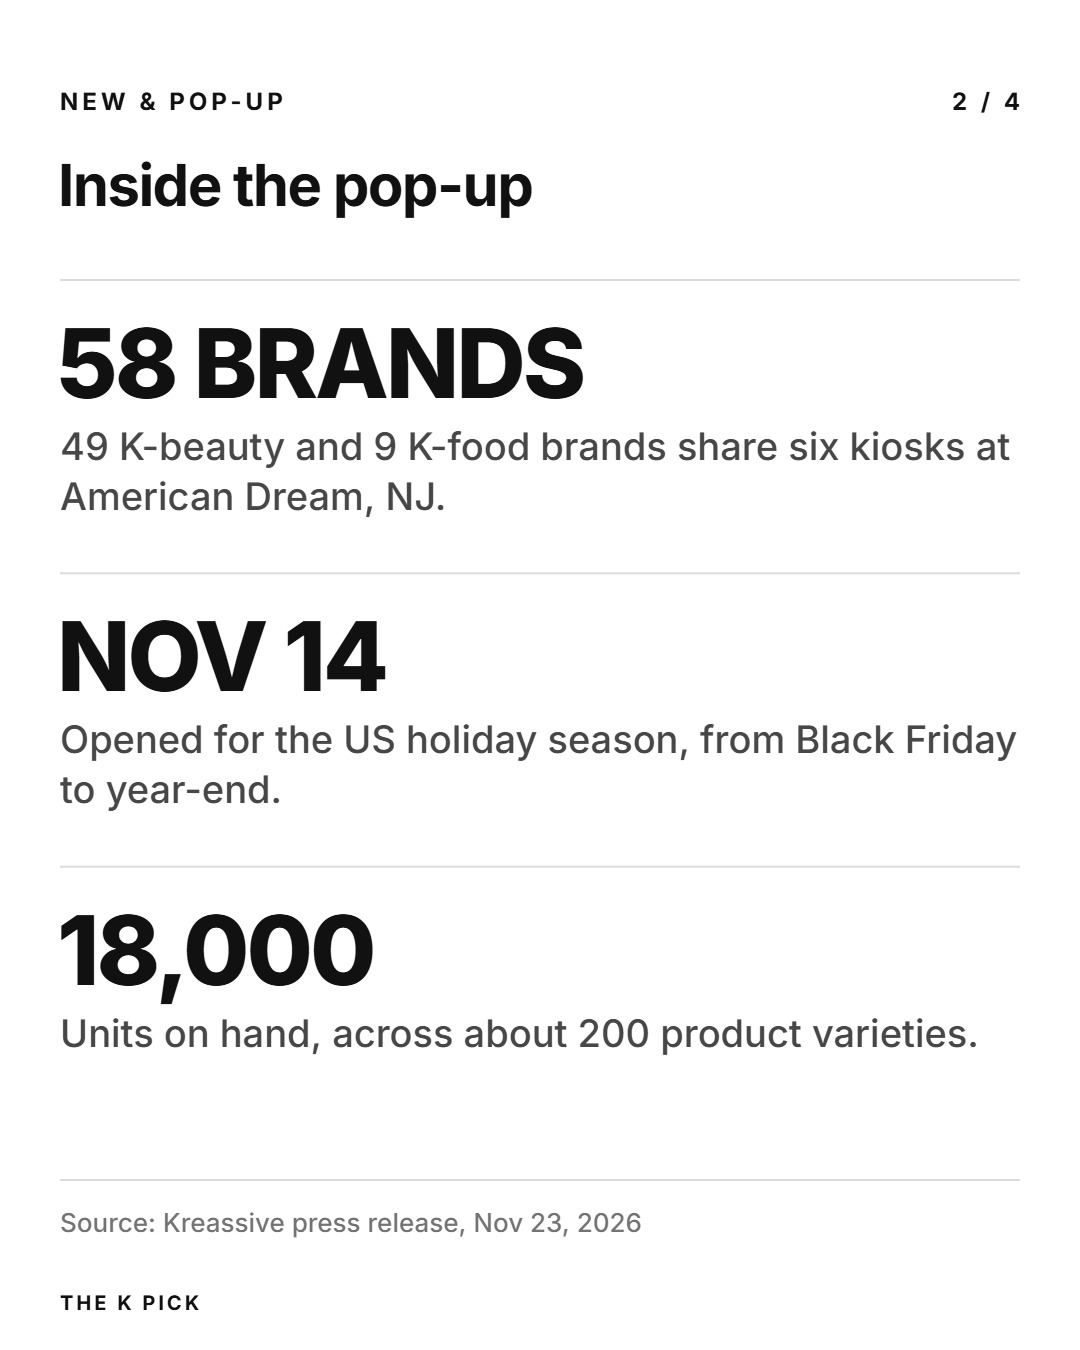 NEW & POP-UP
2 / 4
Inside the pop-up
58 BRANDS
49 K-beauty and 9 K-food brands share six kiosks at
American Dream, NJ.
NOV 14
Opened for the US holiday season, from Black Friday
to year-end.
18,000
Units on hand, across about 200 product varieties.
Source: Kreassive press release, Nov 23, 2026
THE K PICK